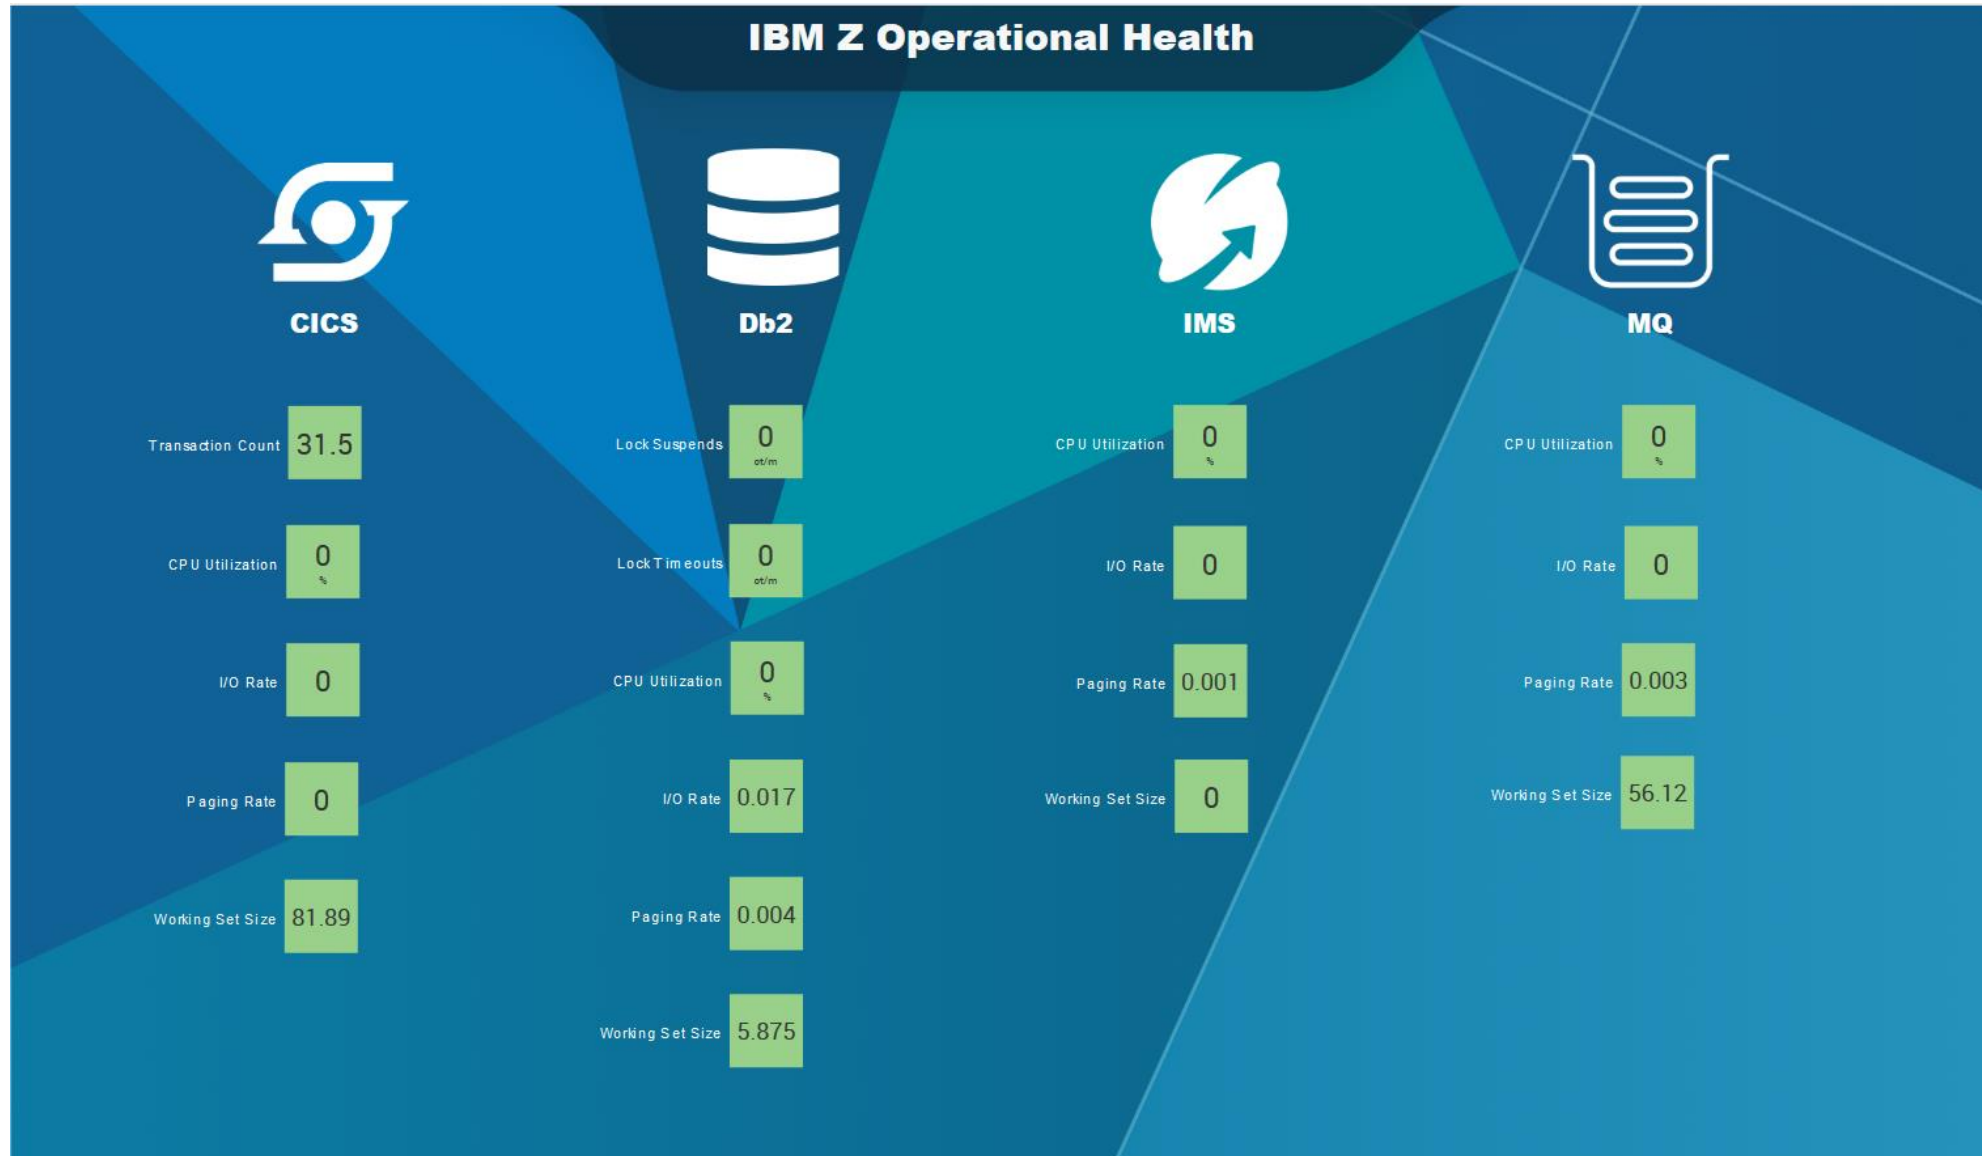 IBM Z Operational Health
CICS
Transaction Count 31.5
CPU Utilization 0
%
I/O Rate 0
Paging Rate 0
Working Set Size 81.89
Db2
Lock Suspends 0
ot/m
Lock Timeouts 0
ot/m
CPU Utilization 0
%
I/O Rate 0.017
Paging Rate 0.004
Working Set Size 5.875
IMS
CPU Utilization 0
%
I/O Rate 0
Paging Rate 0.001
Working Set Size 0
MQ
CPU Utilization 0
%
I/O Rate 0
Paging Rate 0.003
Working Set Size 56.12